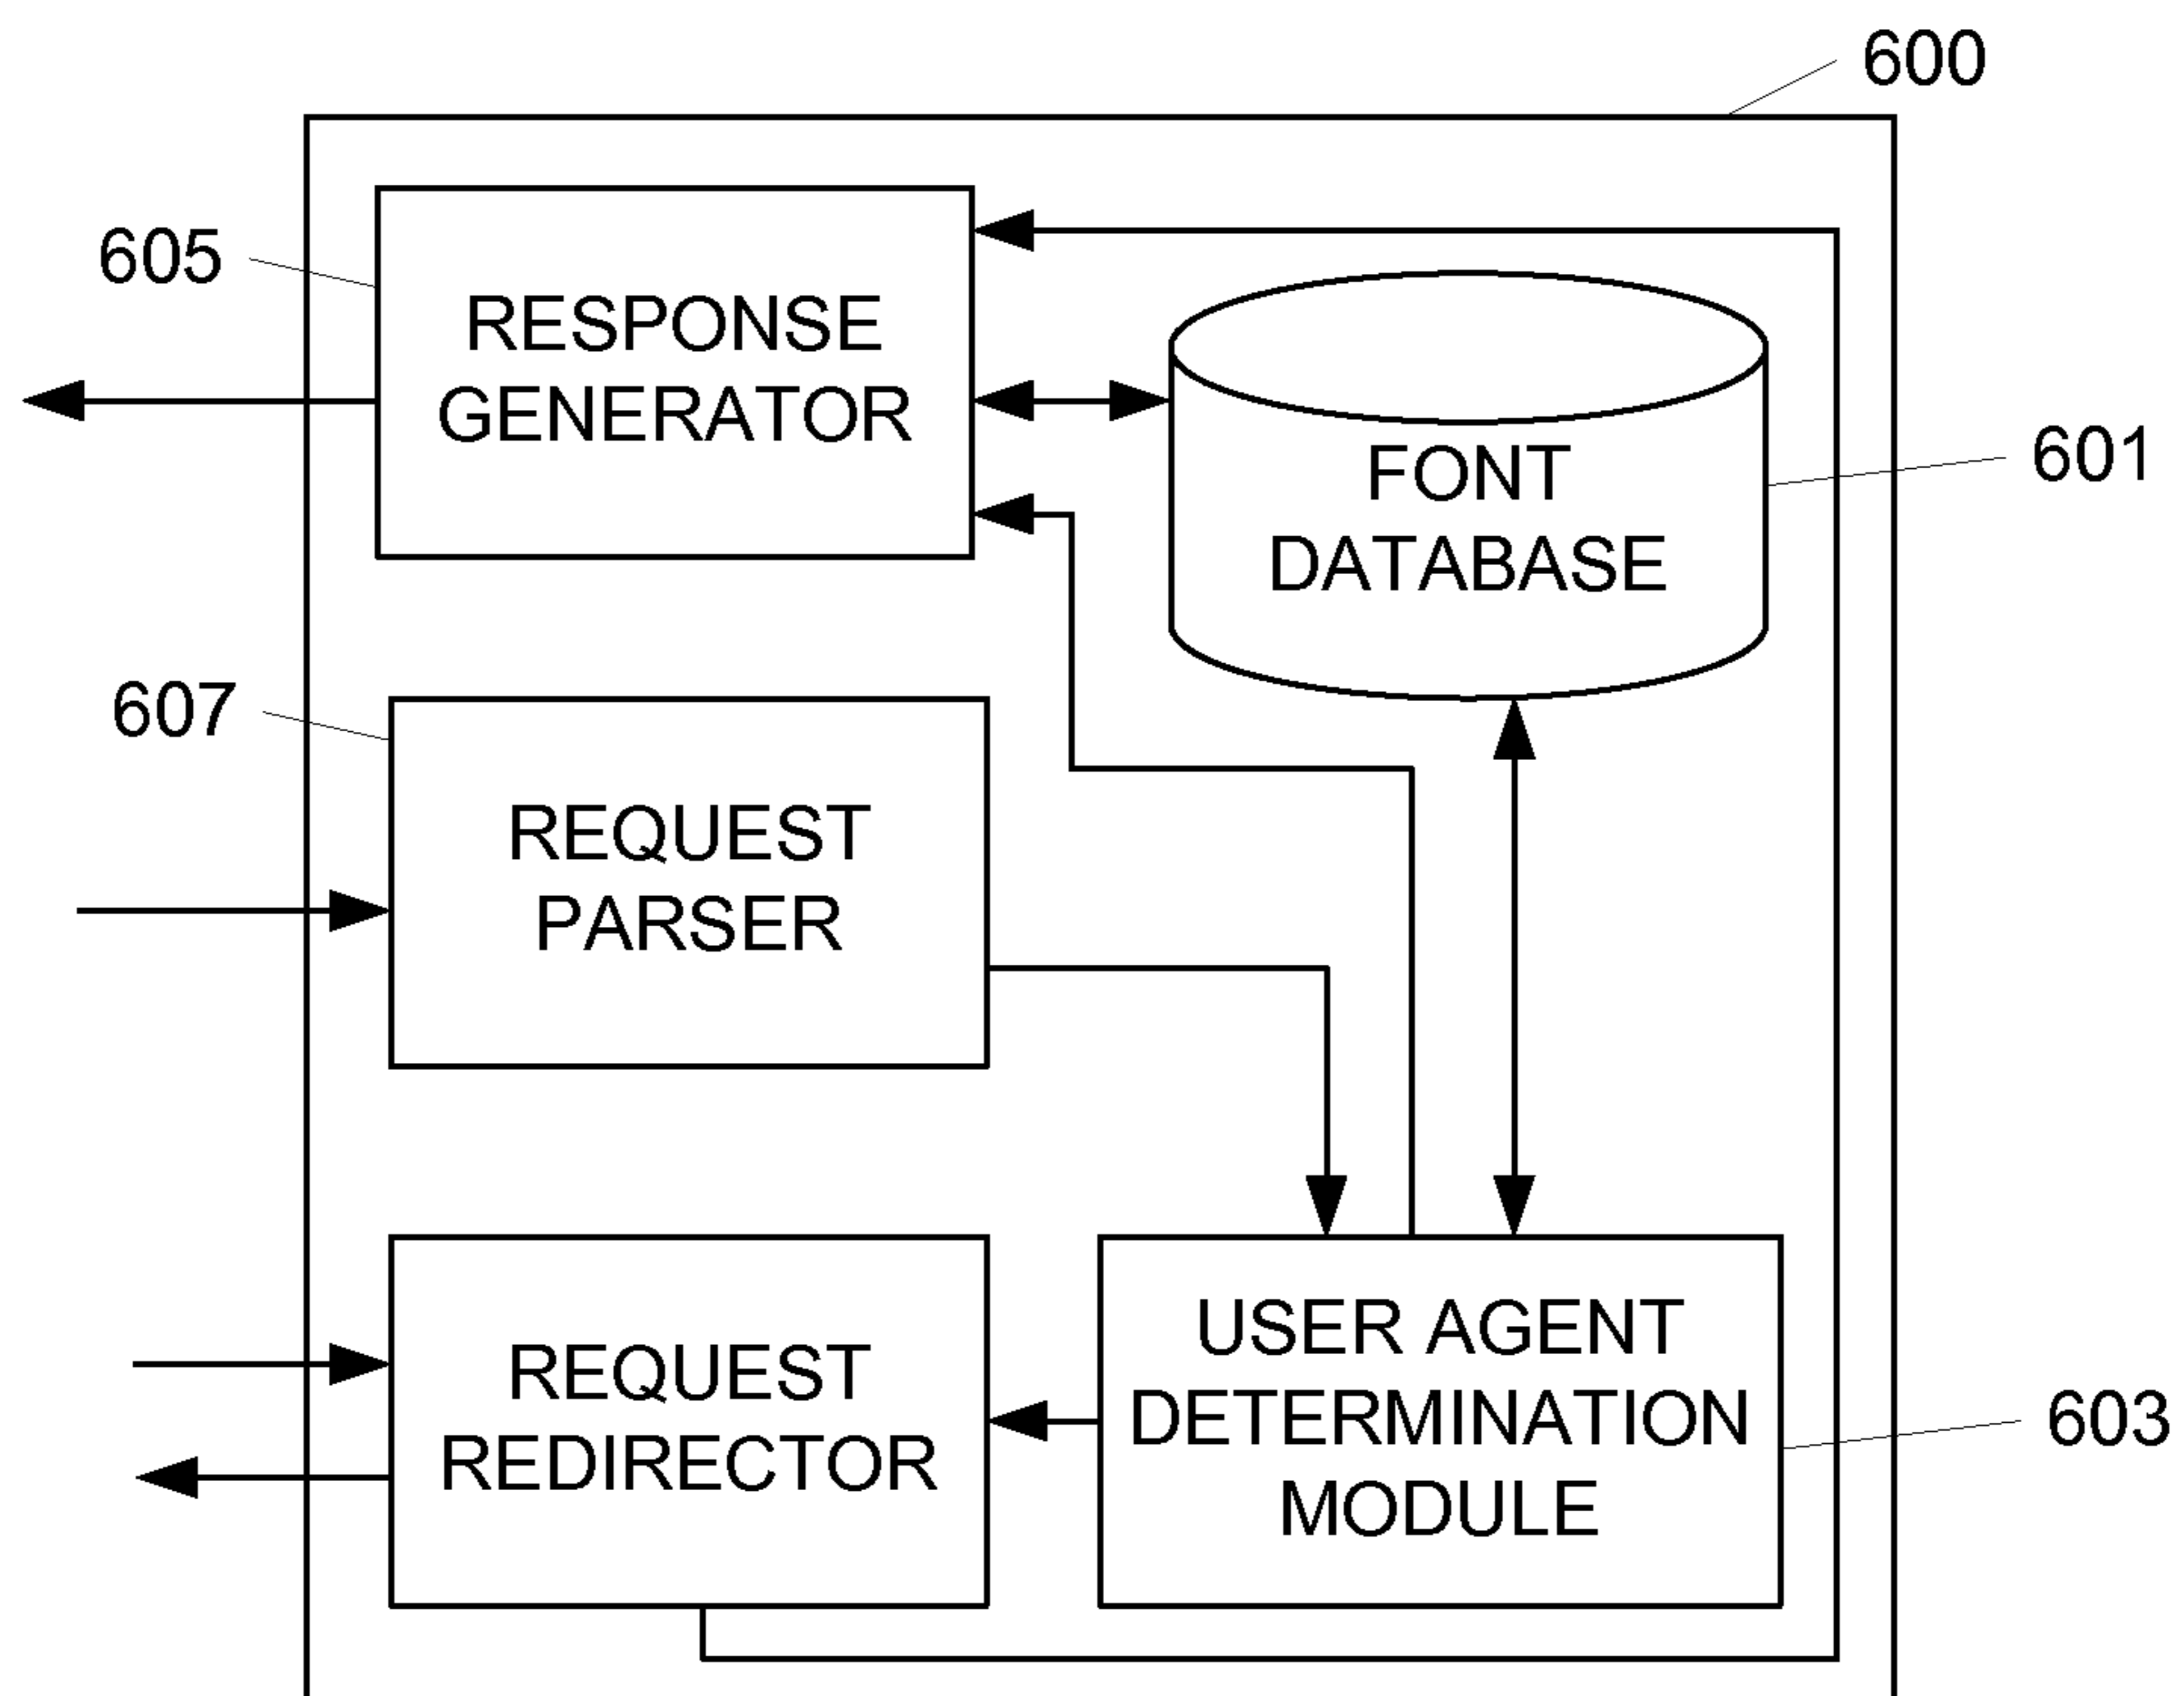 600
605
RESPONSE
GENERATOR
FONT
DATABASE
601
607
REQUEST
PARSER
REQUEST
REDIRECTOR
USER AGENT
DETERMINATION
MODULE
603